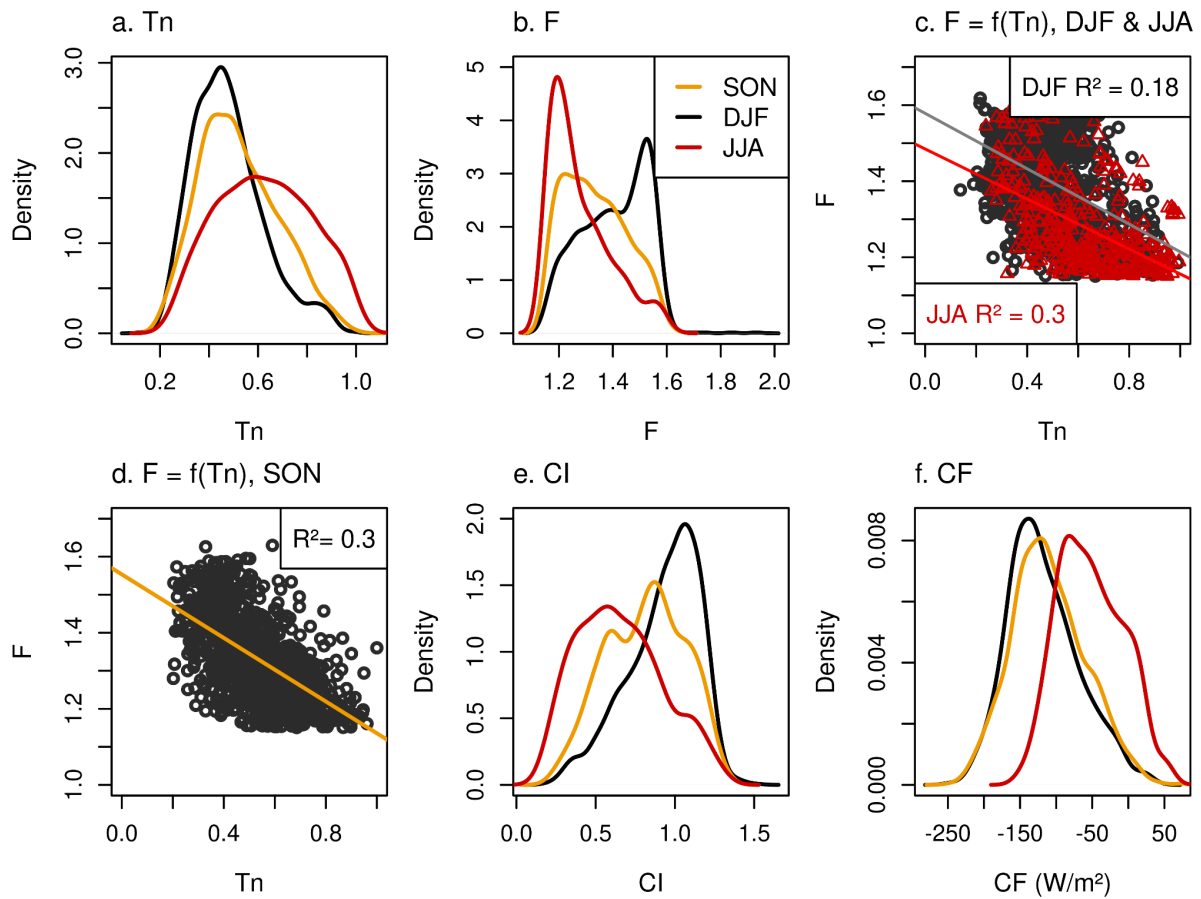 a. Tn
Density
0.0
1.0
2.0
3.0
0.2
0.6
1.0
Tn
b. F
Density
0
1
2
3
4
5
SON
DJF
JJA
1.2
1.4
1.6
1.8
2.0
F
c. F = f(Tn), DJF & JJA
F
1.0
1.2
1.4
1.6
DJF R² = 0.18
JJA R² = 0.3
0.0
0.4
0.8
Tn
d. F = f(Tn), SON
F
1.0
1.2
1.4
1.6
R²= 0.3
0.0
0.4
0.8
Tn
e. CI
Density
0.0
0.5
1.0
1.5
2.0
0.0
0.5
1.0
1.5
CI
f. CF
Density
0.000
0.004
0.008
-250
-150
-50
50
CF (W/m²)